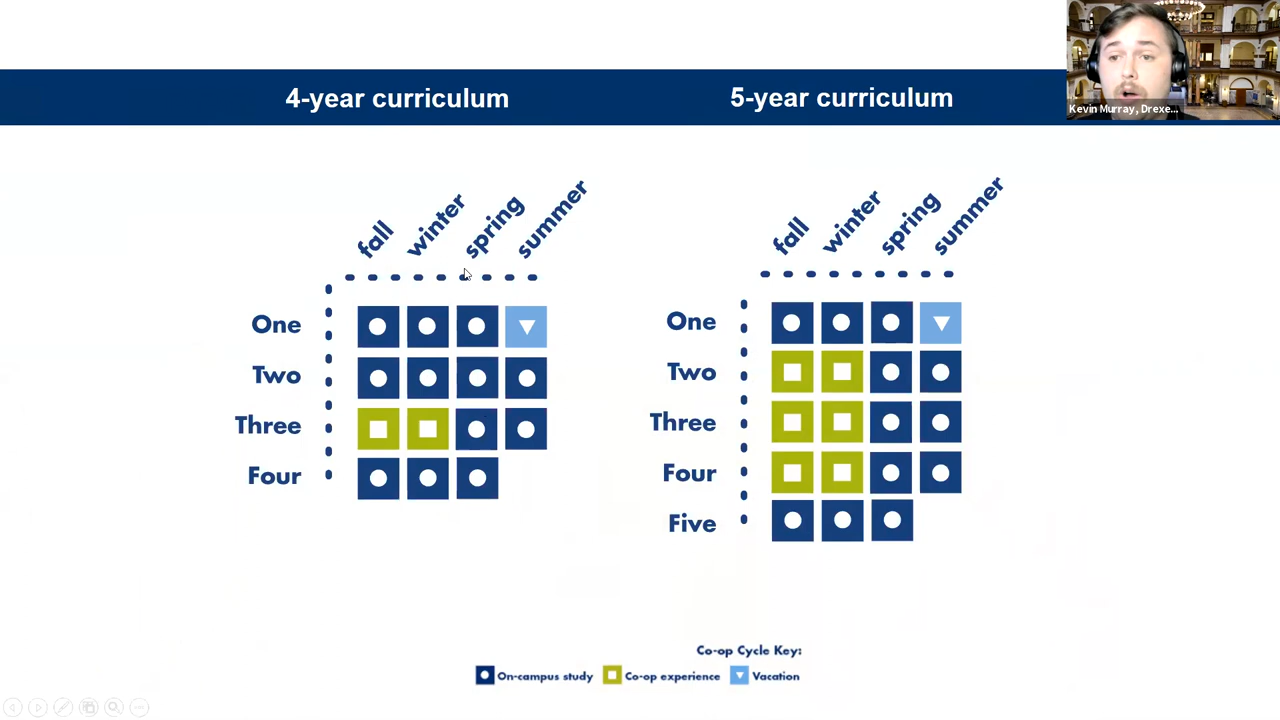 4-year curriculum
5-year curriculum
Kevin Murray, Drexe...
fall
winter
spring
summer
One
Two
Three
Four
fall
winter
spring
summer
One
Two
Three
Four
Five
Co-op Cycle Key:
On-campus study
Co-op experience
Vacation